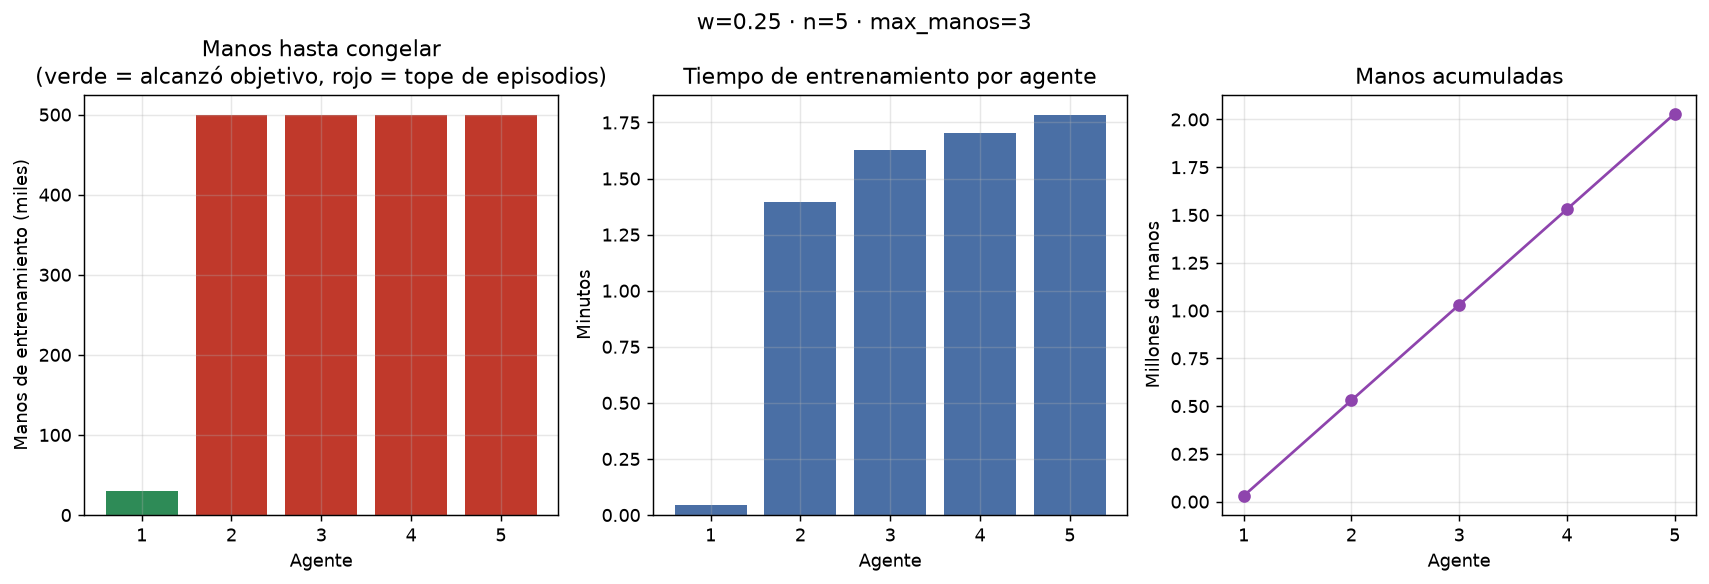 w=0.25 · n=5 · max_manos=3
Manos hasta congelar
(verde = alcanzó objetivo, rojo = tope de episodios)
Manos de entrenamiento (miles)
500
400
300
200
100
0
1 2 3 4 5
Agente
Tiempo de entrenamiento por agente
Minutos
1.75
1.50
1.25
1.00
0.75
0.50
0.25
0.00
1 2 3 4 5
Agente
Manos acumuladas
Millones de manos
2.00
1.75
1.50
1.25
1.00
0.75
0.50
0.25
0.00
1 2 3 4 5
Agente